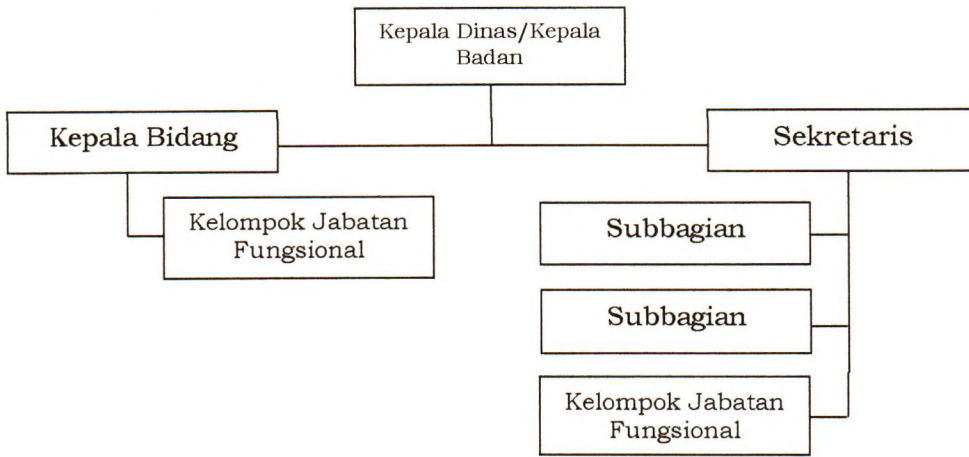 Kepala Dinas/Kepala
Badan
Kepala Bidang
Sekretaris
Kelompok Jabatan
Fungsional
Subbagian
Subbagian
Kelompok Jabatan
Fungsional